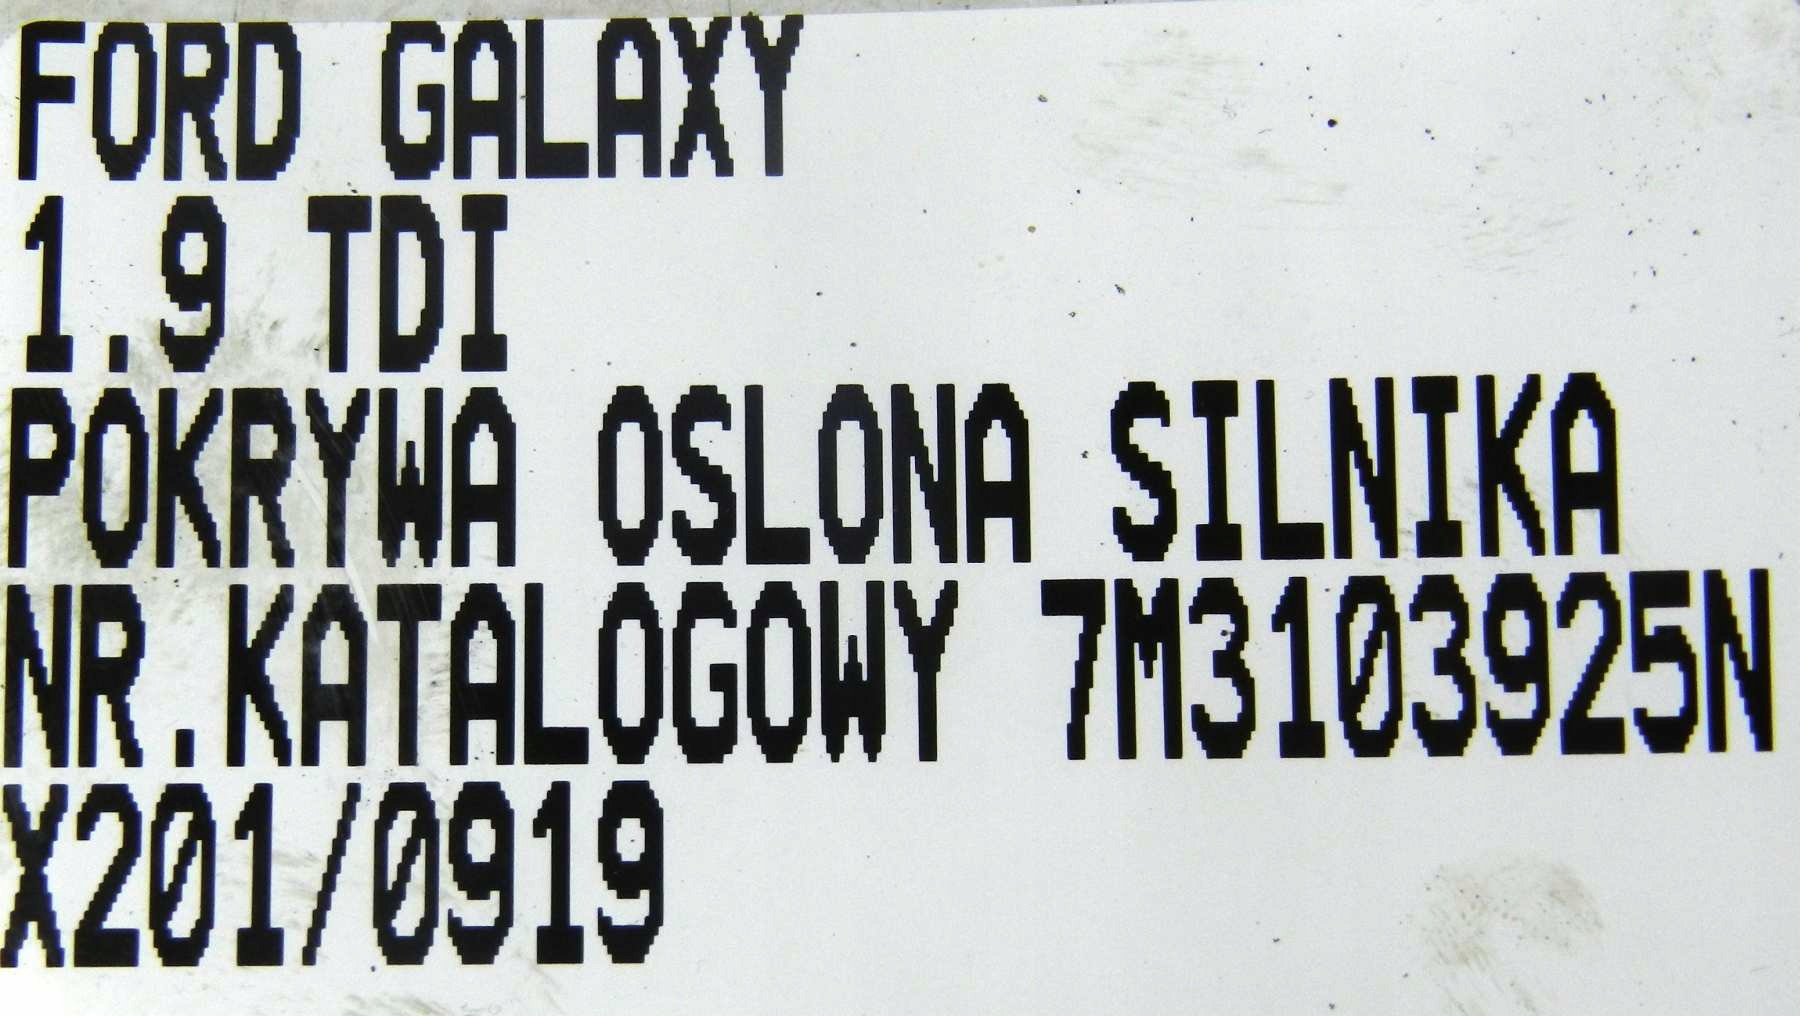 FORD GALAXY
1.9 TDI
POKRYWA OSLONA SILNIKA
NR.KATALOGOWY 7M3103925N
X201/0919